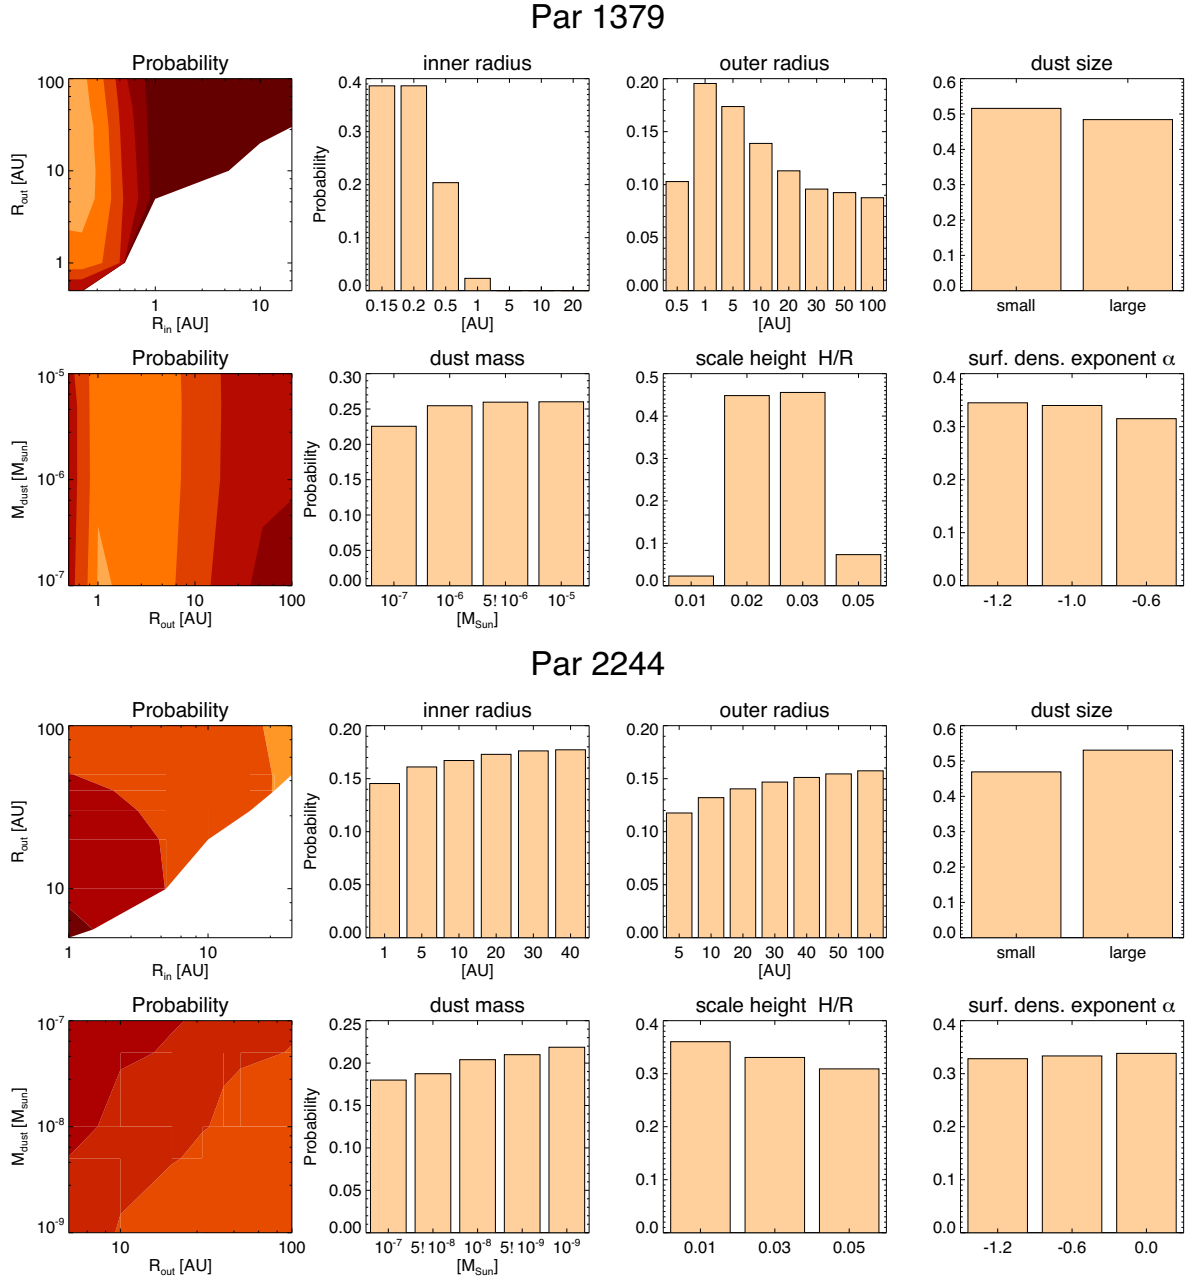 Par 1379
Probability inner radius outer radius dust size
100 10 1
R_out [AU]
1 10
R_in [AU]
0.4 0.3 0.2 0.1 0.0
Probability
0.15 0.2 0.5 1 5 10 20
[AU]
0.20 0.15 0.10 0.05 0.00
0.5 1 5 10 20 30 50 100
[AU]
0.6 0.5 0.4 0.3 0.2 0.1 0.0
small large
Probability dust mass scale height H/R surf. dens. exponent α
10^-5 10^-6 10^-7
M_dust [M_Sun]
1 10 100
R_out [AU]
0.30 0.25 0.20 0.15 0.10 0.05 0.00
Probability
10^-7 10^-6 5! 10^-6 10^-5
[M_Sun]
0.5 0.4 0.3 0.2 0.1 0.0
0.01 0.02 0.03 0.05
0.4 0.3 0.2 0.1 0.0
-1.2 -1.0 -0.6
Par 2244
Probability inner radius outer radius dust size
100 10
R_out [AU]
1 10
R_in [AU]
0.20 0.15 0.10 0.05 0.00
Probability
1 5 10 20 30 40
[AU]
0.20 0.15 0.10 0.05 0.00
5 10 20 30 40 50 100
[AU]
0.6 0.5 0.4 0.3 0.2 0.1 0.0
small large
Probability dust mass scale height H/R surf. dens. exponent α
10^-7 10^-8 10^-9
M_dust [M_Sun]
10 100
R_out [AU]
0.25 0.20 0.15 0.10 0.05 0.00
Probability
10^-7 5! 10^-8 10^-8 5! 10^-9 10^-9
[M_Sun]
0.4 0.3 0.2 0.1 0.0
0.01 0.03 0.05
0.4 0.3 0.2 0.1 0.0
-1.2 -0.6 0.0